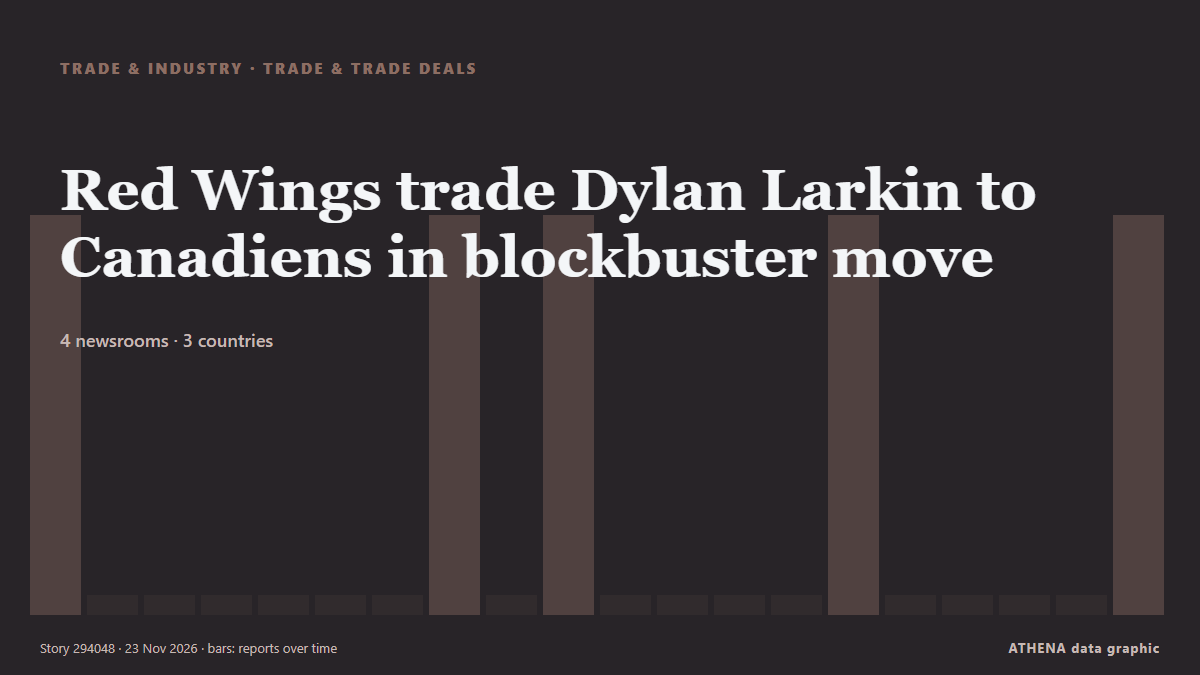 TRADE & INDUSTRY · TRADE & TRADE DEALS
Red Wings trade Dylan Larkin to
Canadiens in blockbuster move
4 newsrooms · 3 countries
Story 294048 · 23 Nov 2026 · bars: reports over time
ATHENA data graphic